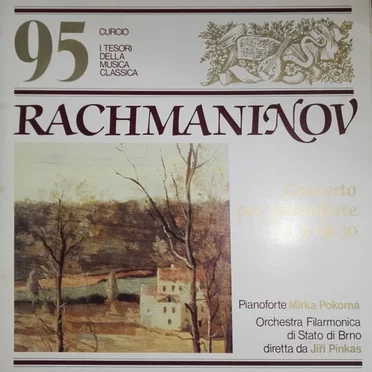 95
CURCIO
I TESORI
DELLA
MUSICA
CLASSICA
RACHMANINOV
Concerto
per pianoforte
30
Pianoforte Mirka Pokorná
Orchestra Filarmonica
di Stato di Brno
diretta da Jiří Pinkas